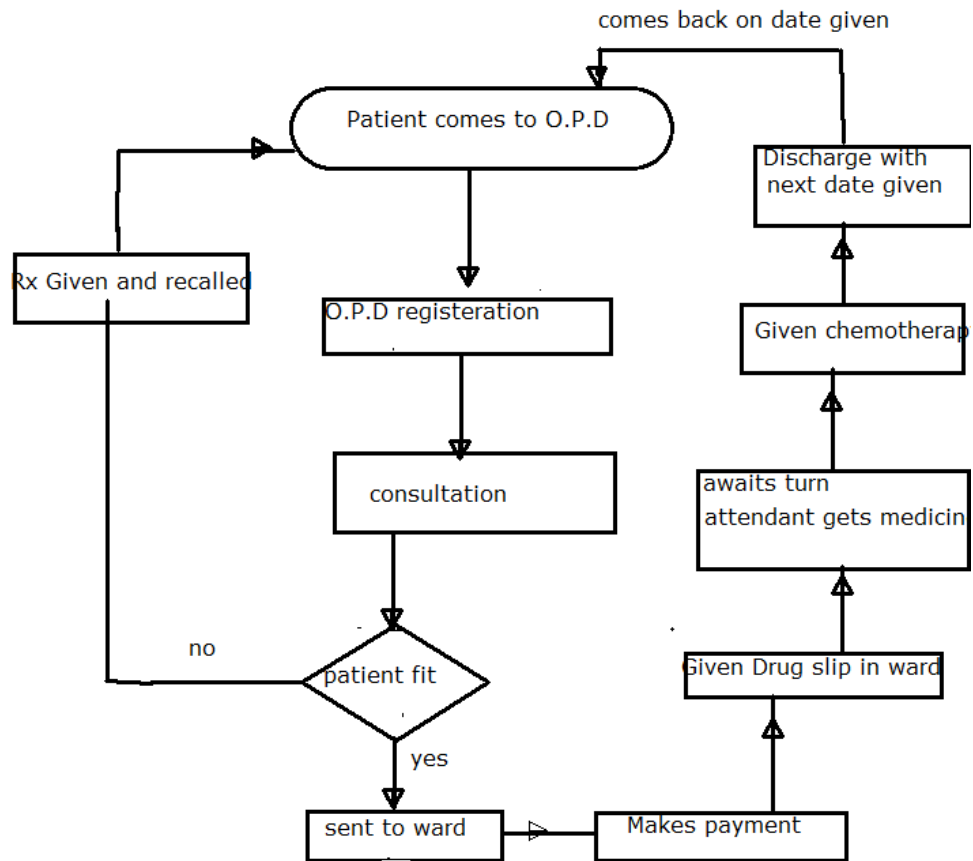 comes back on date given
Patient comes to O.P.D
Discharge with
next date given
Rx Given and recalled
O.P.D registeration
Given chemotherap
consultation
awaits turn
attendant gets medicin
no
patient fit
Given Drug slip in ward
yes
sent to ward
Makes payment